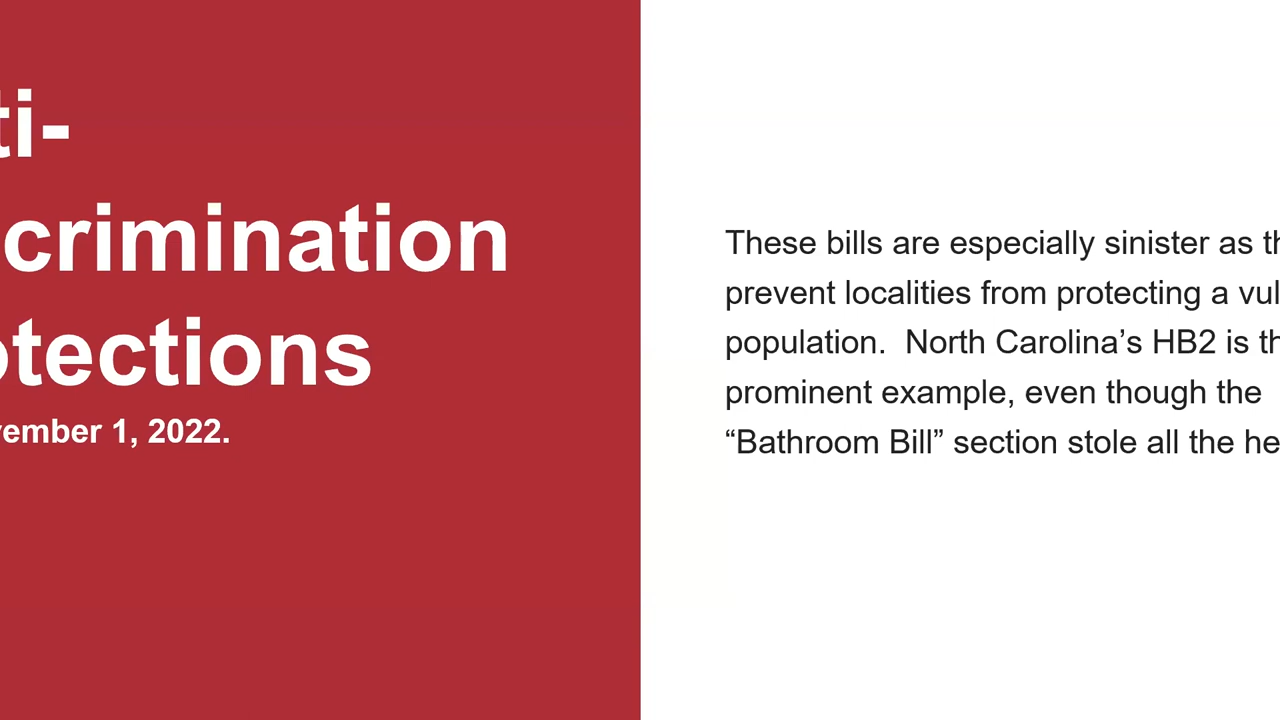 ti-
crimination
otections
ember 1, 2022.
These bills are especially sinister as th
prevent localities from protecting a vul
population.  North Carolina’s HB2 is th
prominent example, even though the
“Bathroom Bill” section stole all the he